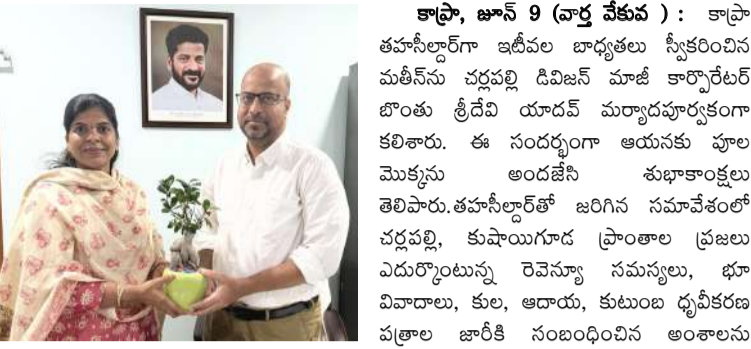 కాప్రా, జూన్ 9 (వార్త వేకువ ) : కాప్రా
తహసీల్దార్‌గా ఇటీవల బాధ్యతలు స్వీకరించిన
మతీన్‌ను చర్లపల్లి డివిజన్ మాజీ కార్పొరేటర్
బొంతు శ్రీదేవి యాదవ్ మర్యాదపూర్వకంగా
కలిశారు. ఈ సందర్భంగా ఆయనకు పూల
మొక్కను అందజేసి శుభాకాంక్షలు
తెలిపారు.తహసీల్దార్‌తో జరిగిన సమావేశంలో
చర్లపల్లి, కుషాయిగూడ ప్రాంతాల ప్రజలు
ఎదుర్కొంటున్న రెవెన్యూ సమస్యలు, భూ
వివాదాలు, కుల, ఆదాయ, కుటుంబ ధృవీకరణ
పత్రాల జారీకి సంబంధించిన అంశాలను